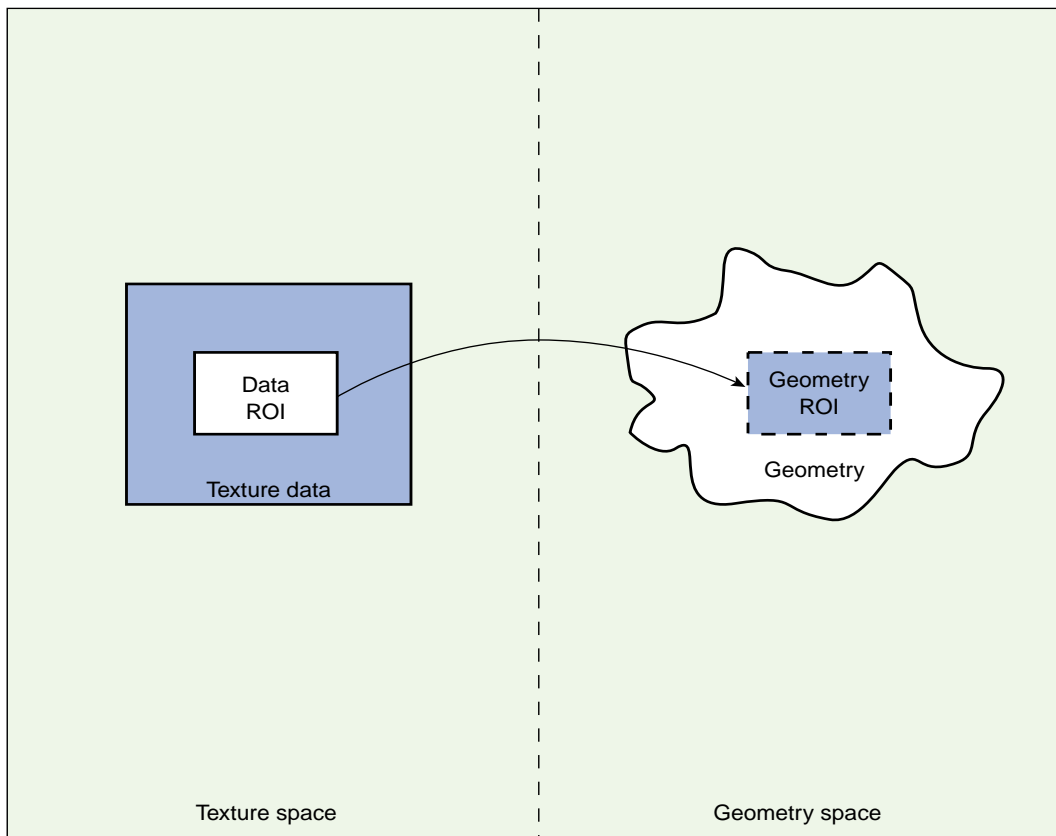 Data
ROI
Texture data
Geometry
ROI
Geometry
Texture space
Geometry space